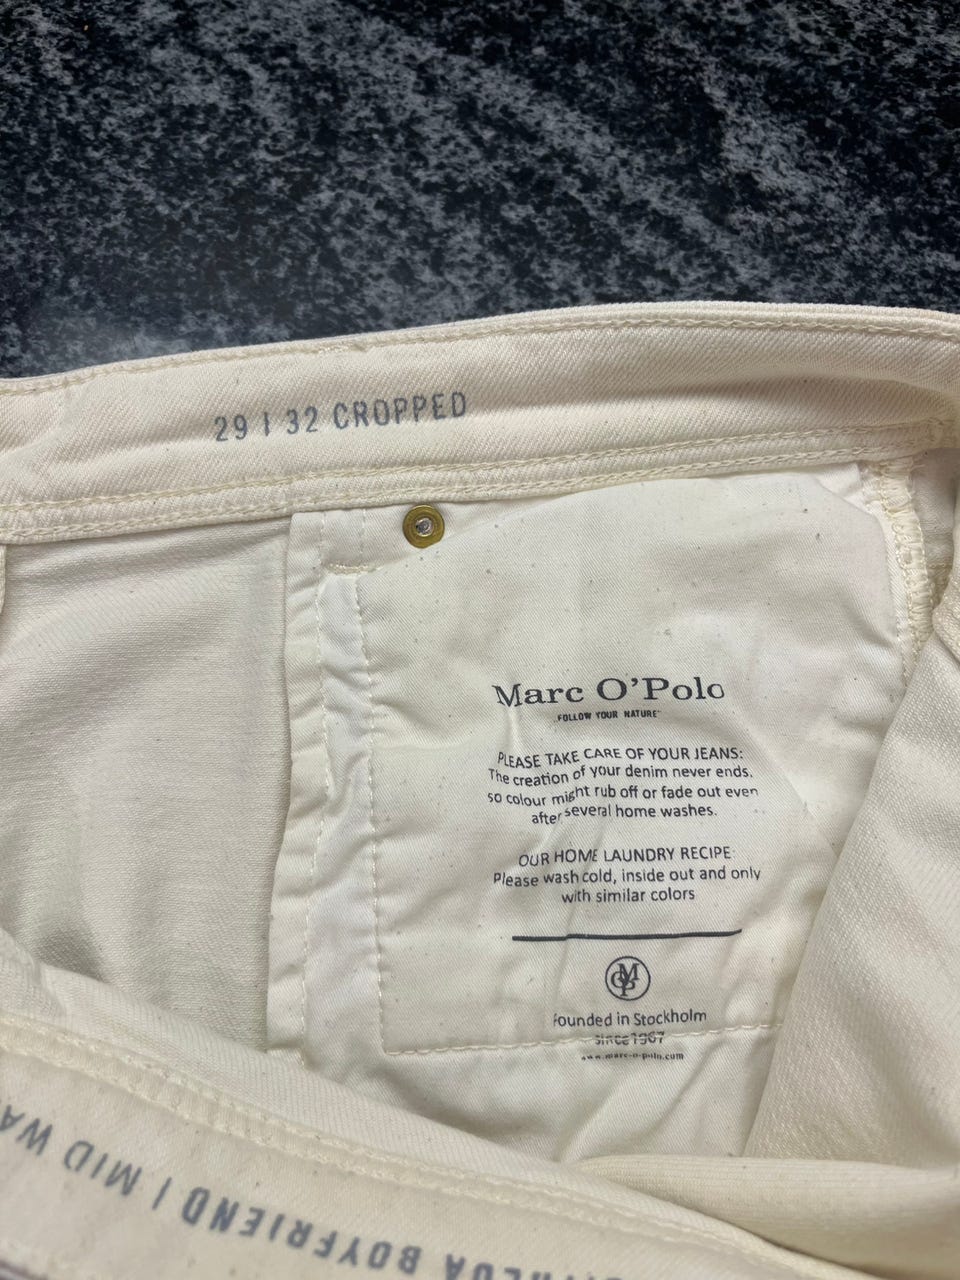 29 | 32 CROPPED
Marc O'Polo
FOLLOW YOUR NATURE
PLEASE TAKE CARE OF YOUR JEANS:
The creation of your denim never ends,
so colour might rub off or fade out even
after several home washes.
OUR HOME LAUNDRY RECIPE:
Please wash cold, inside out and only
with similar colors
Founded in Stockholm
since 1967
www.marc-o-polo.com
BOYFRIEND | MID